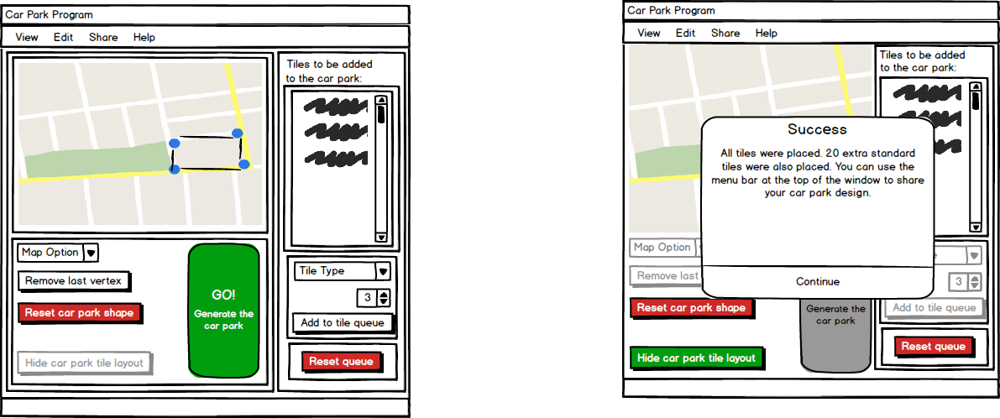 Car Park Program
View Edit Share Help
Tiles to be added
to the car park:
Map Option
Remove last vertex
Reset car park shape
Hide car park tile layout
GO!
Generate the
car park
Tile Type
3
Add to tile queue
Reset queue
Car Park Program
View Edit Share Help
Tiles to be added
to the car park:
Success
All tiles were placed. 20 extra standard
tiles were also placed. You can use the
menu bar at the top of the window to share
your car park design.
Continue
Map Option
Remove last
Reset car park shape
Hide car park tile layout
Generate the
car park
e
3
Add to tile queue
Reset queue